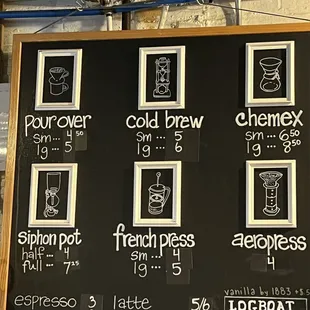 pour over
sm ... 4 50
lg ... 5
cold brew
sm ... 5
lg ... 6
chemex
sm ... 6 50
lg ... 8 50
siphon pot
half ... 4
full ... 7 25
french press
sm ... 4
lg ... 5
aeropress
4
vanilla by 1883 +.5
espresso 3 latte 5/6
LOGBOAT